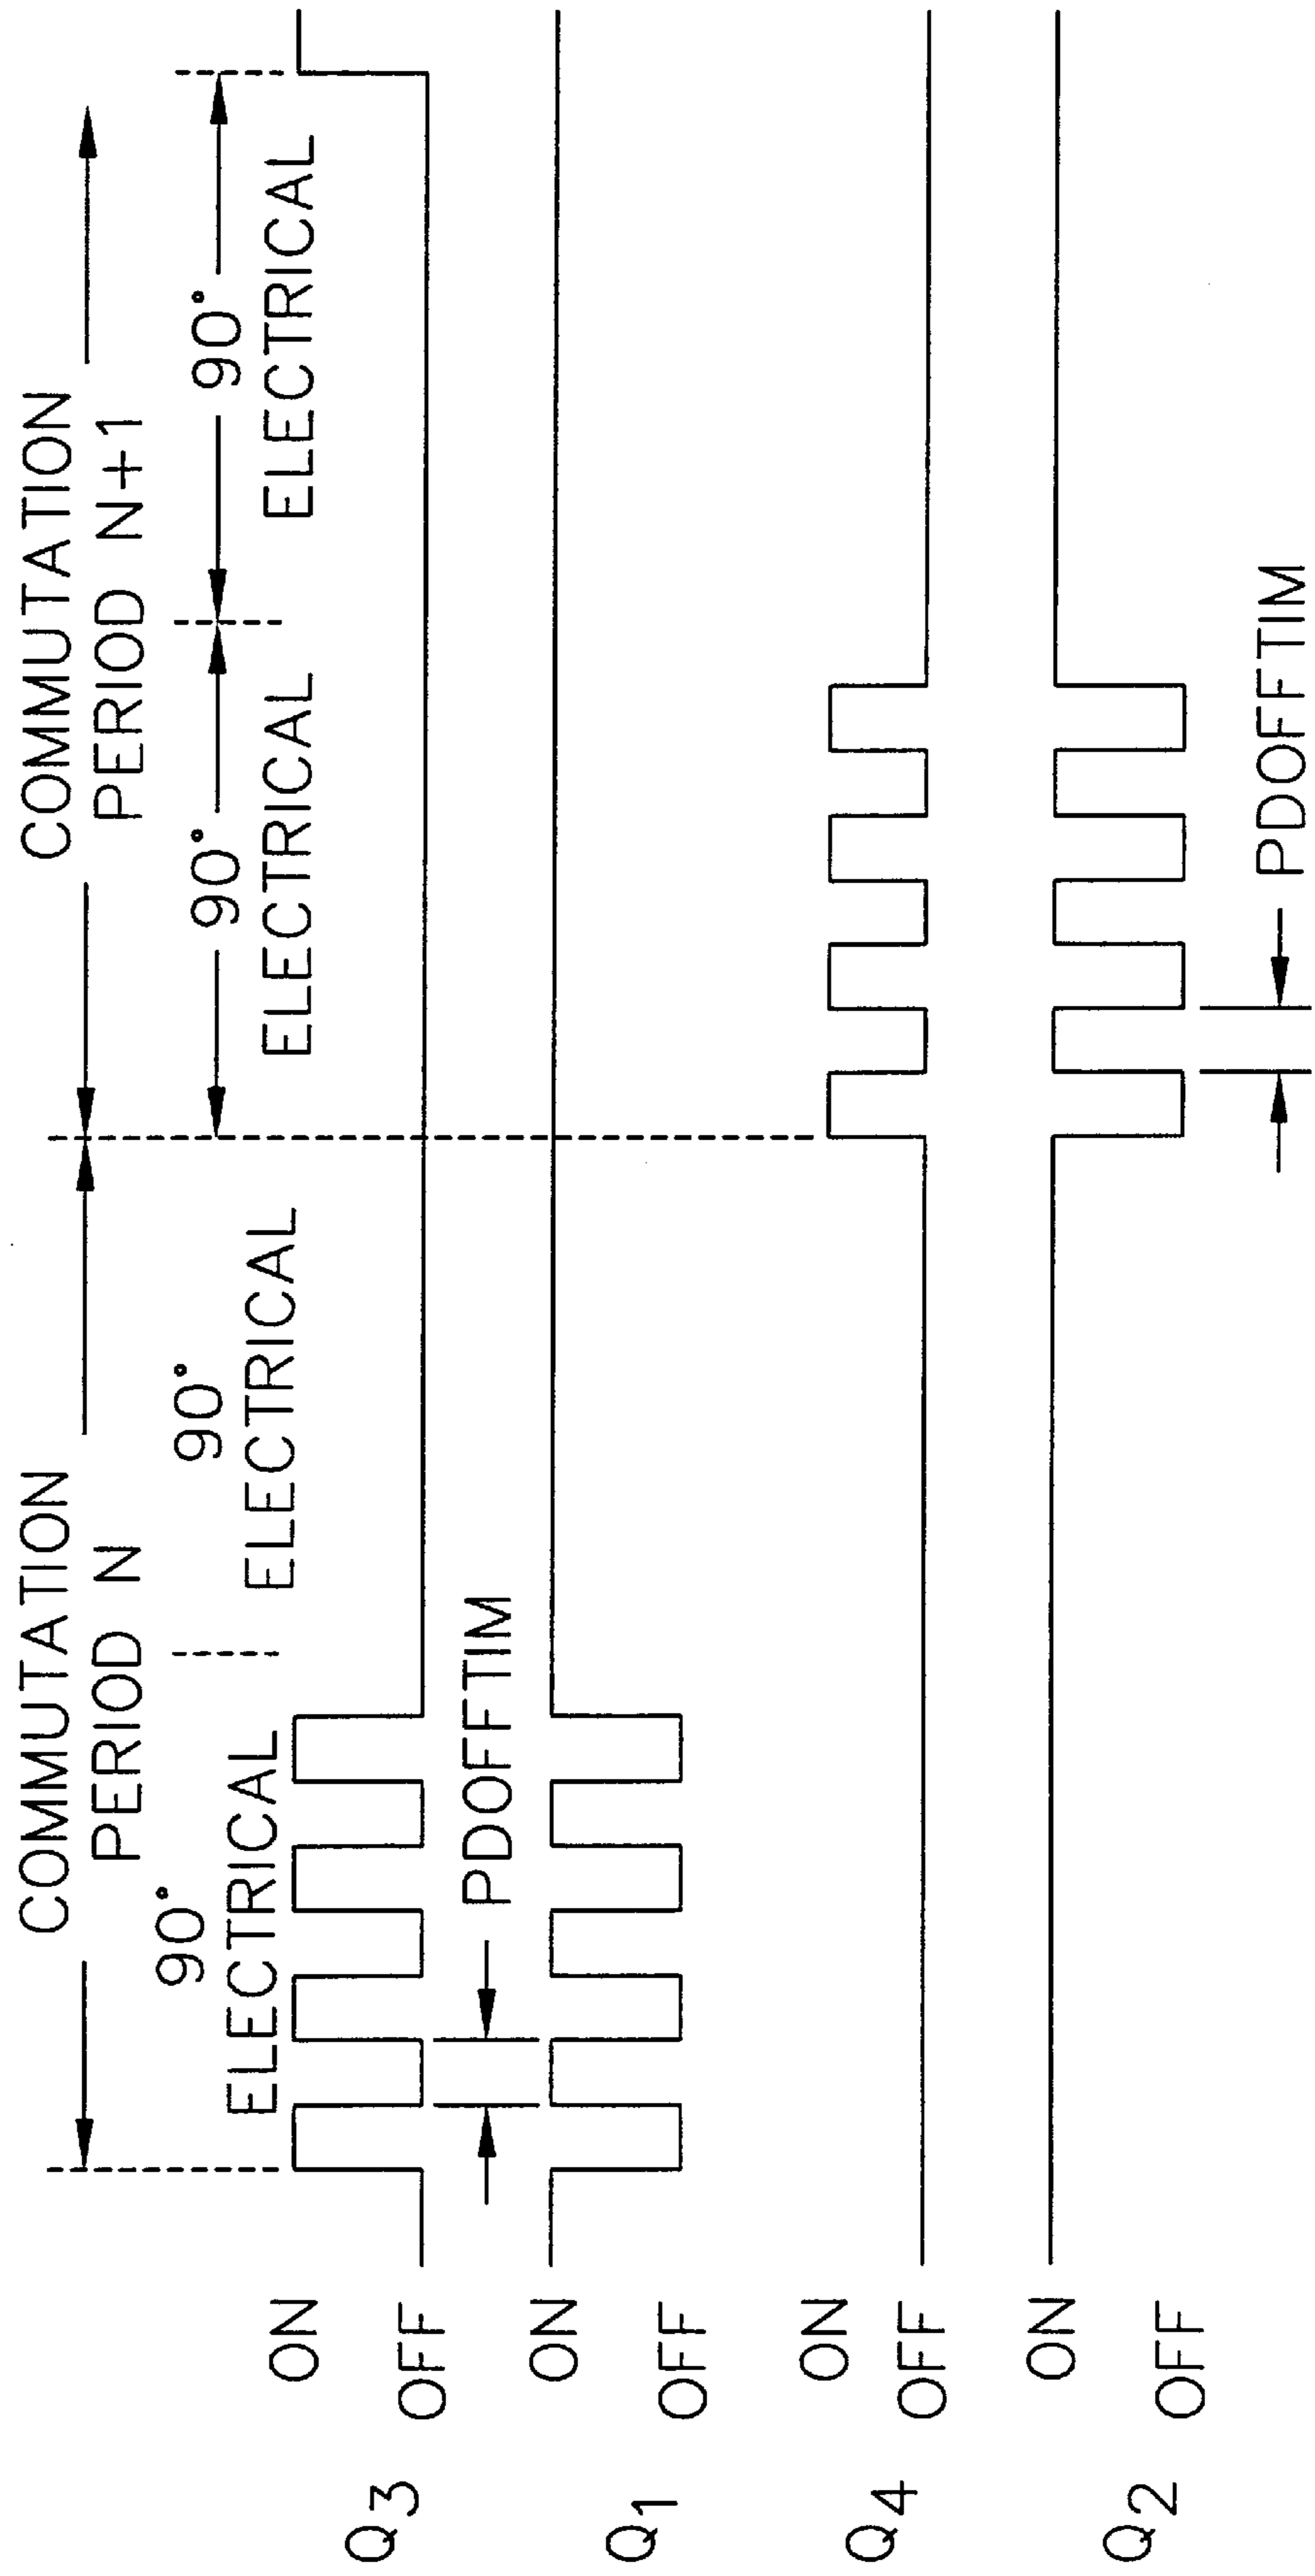 COMMUTATION
PERIOD N
COMMUTATION
PERIOD N+1
90°
ELECTRICAL
90°
ELECTRICAL
90°
ELECTRICAL
90°
ELECTRICAL
Q3
ON
OFF
PDOFFTIM
Q1
ON
OFF
Q4
ON
OFF
Q2
ON
OFF
PDOFFTIM